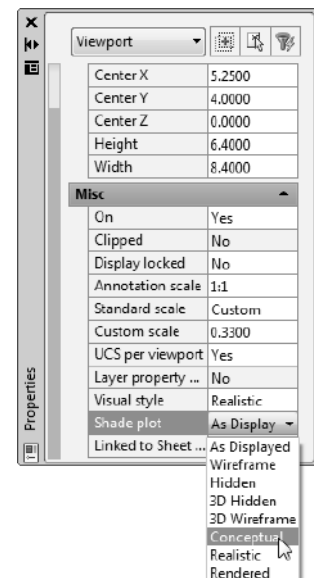 Viewport
Center X 5.2500
Center Y 4.0000
Center Z 0.0000
Height 6.4000
Width 8.4000
Misc
On Yes
Clipped No
Display locked No
Annotation scale 1:1
Standard scale Custom
Custom scale 0.3300
UCS per viewport Yes
Layer property ... No
Visual style Realistic
Shade plot As Display
Linked to Sheet ...
As Displayed
Wireframe
Hidden
3D Hidden
3D Wireframe
Conceptual
Realistic
Rendered
Properties